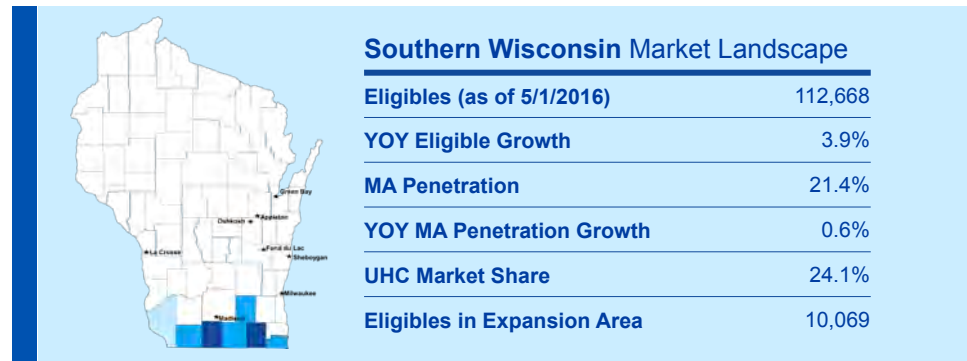 Southern Wisconsin Market Landscape
Eligibles (as of 5/1/2016) 112,668
YOY Eligible Growth 3.9%
MA Penetration 21.4%
YOY MA Penetration Growth 0.6%
UHC Market Share 24.1%
Eligibles in Expansion Area 10,069
Green Bay
Appleton
Oshkosh
Fond du Lac
La Crosse
Sheboygan
Milwaukee
Madison